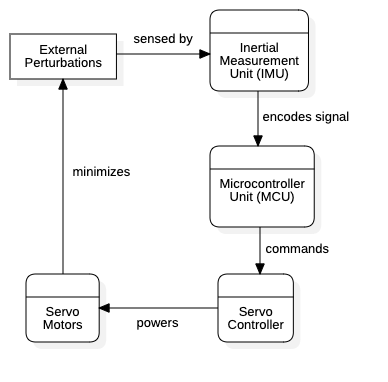 External
Perturbations
sensed by
Inertial
Measurement
Unit (IMU)
encodes signal
Microcontroller
Unit (MCU)
commands
Servo
Controller
powers
Servo
Motors
minimizes